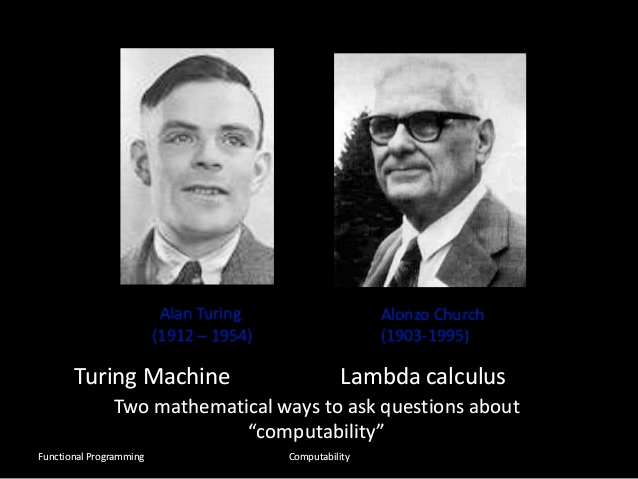 Alan Turing
(1912 – 1954)
Alonzo Church
(1903-1995)
Turing Machine
Lambda calculus
Two mathematical ways to ask questions about
“computability”
Functional Programming
Computability